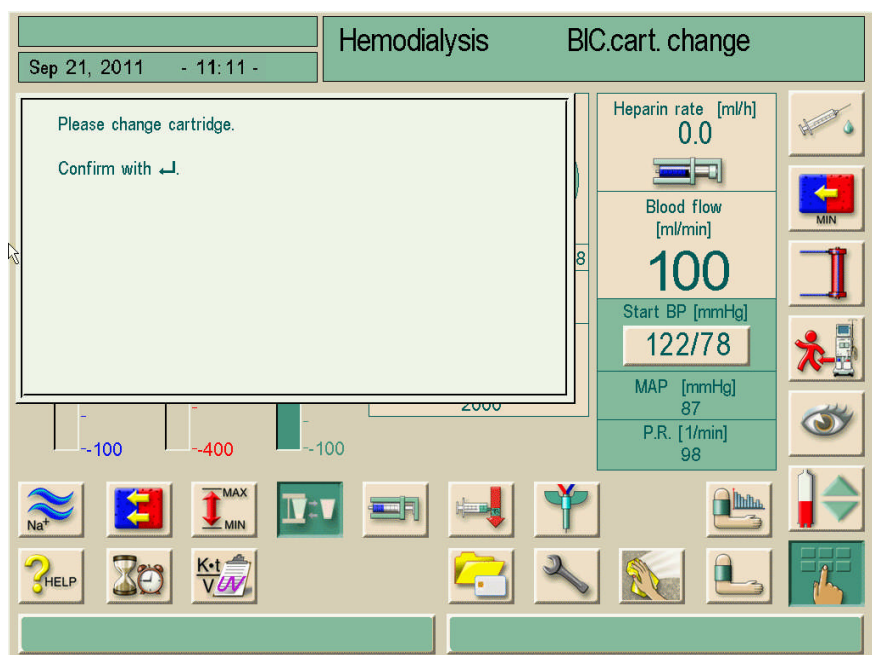 Hemodialysis BIC.cart. change
Sep 21, 2011 - 11:11 -
Please change cartridge.
Confirm with ↵.
Heparin rate [ml/h]
0.0
Blood flow
[ml/min]
100
8
Start BP [mmHg]
122/78
MAP [mmHg]
87
P.R. [1/min]
98
2000
-100
-400
-100
MIN
Na+
MAX
MIN
HELP
K•t
V
UV